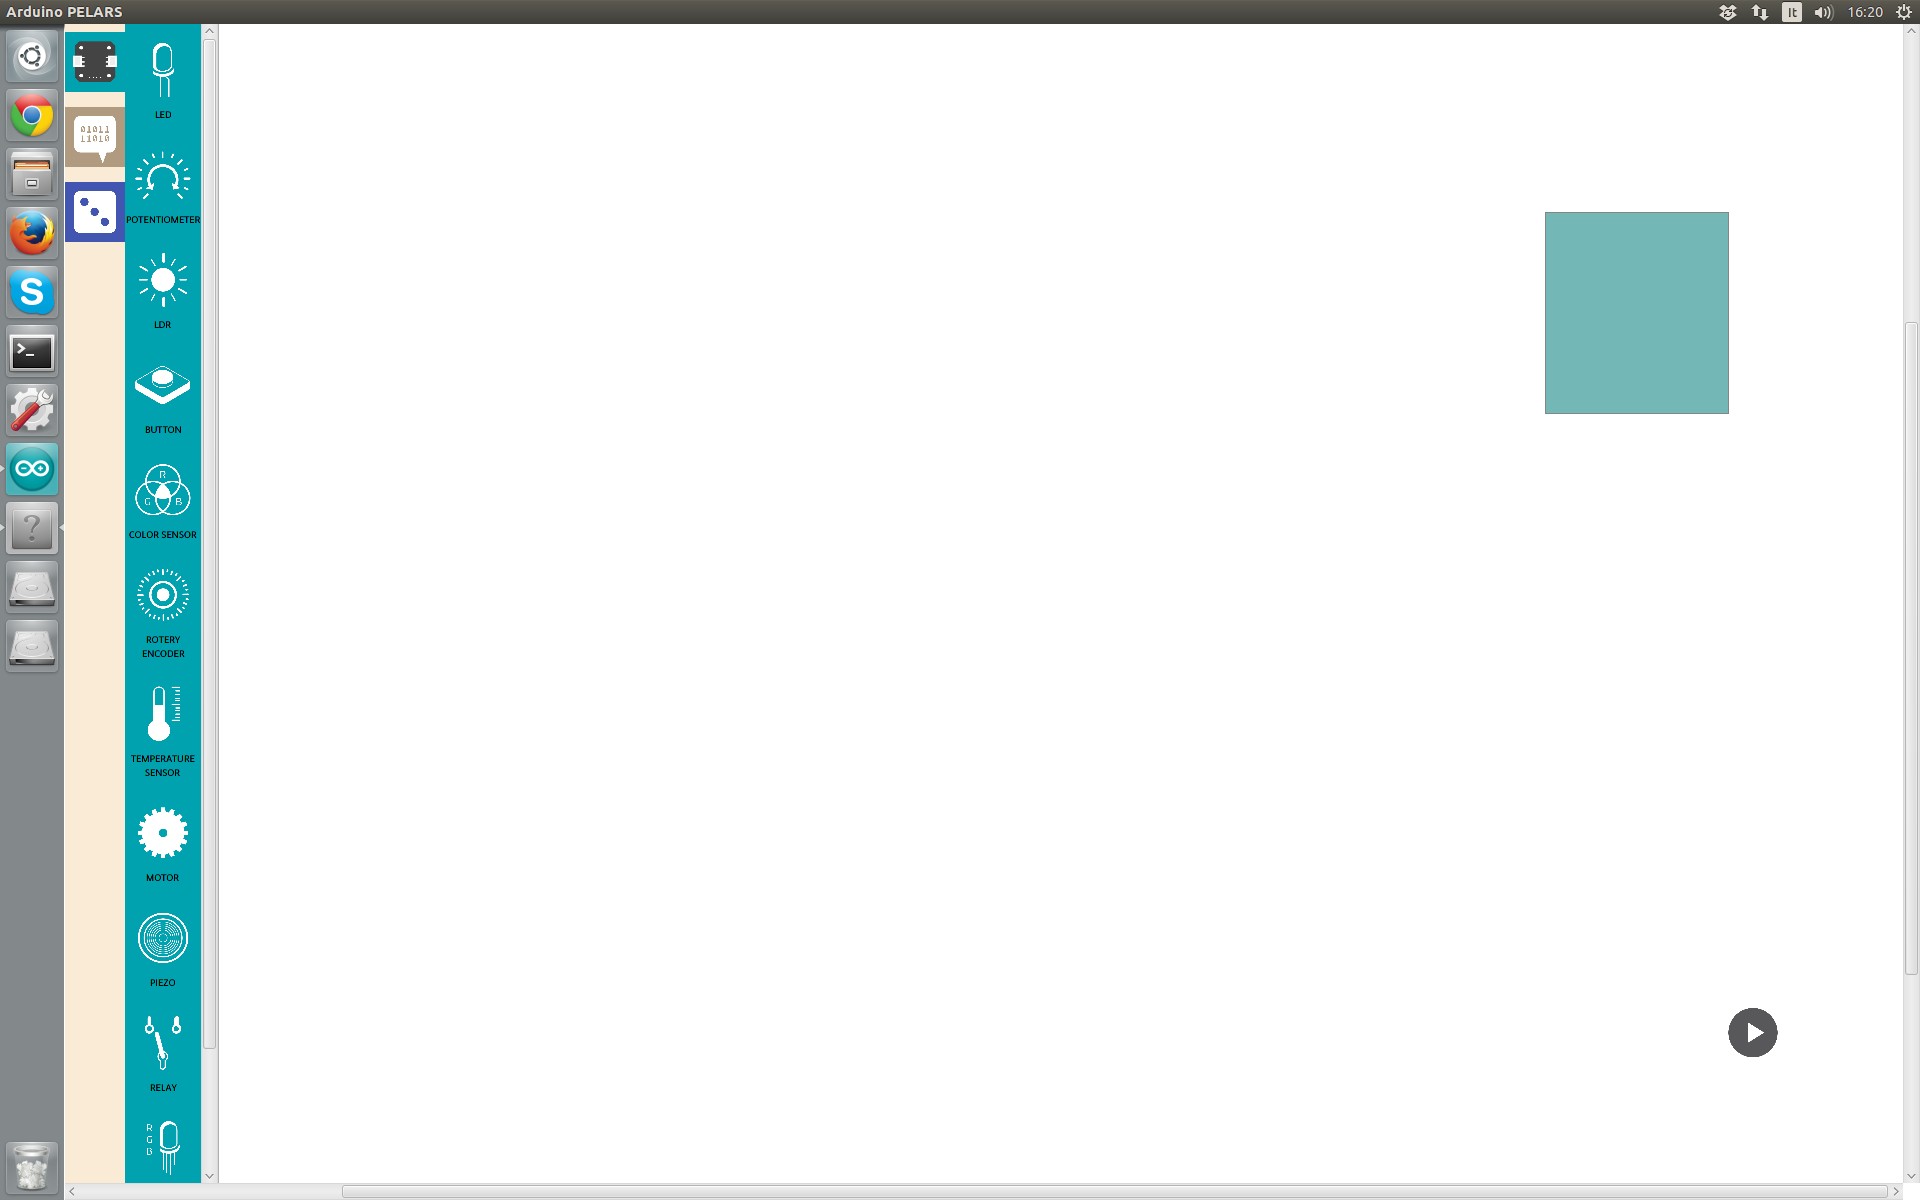 Arduino PELARS
It
16:20
01011
11010
LED
POTENTIOMETER
LDR
BUTTON
R
G B
COLOR SENSOR
ROTERY
ENCODER
TEMPERATURE
SENSOR
MOTOR
PIEZO
RELAY
R
G
B
S
>_
?